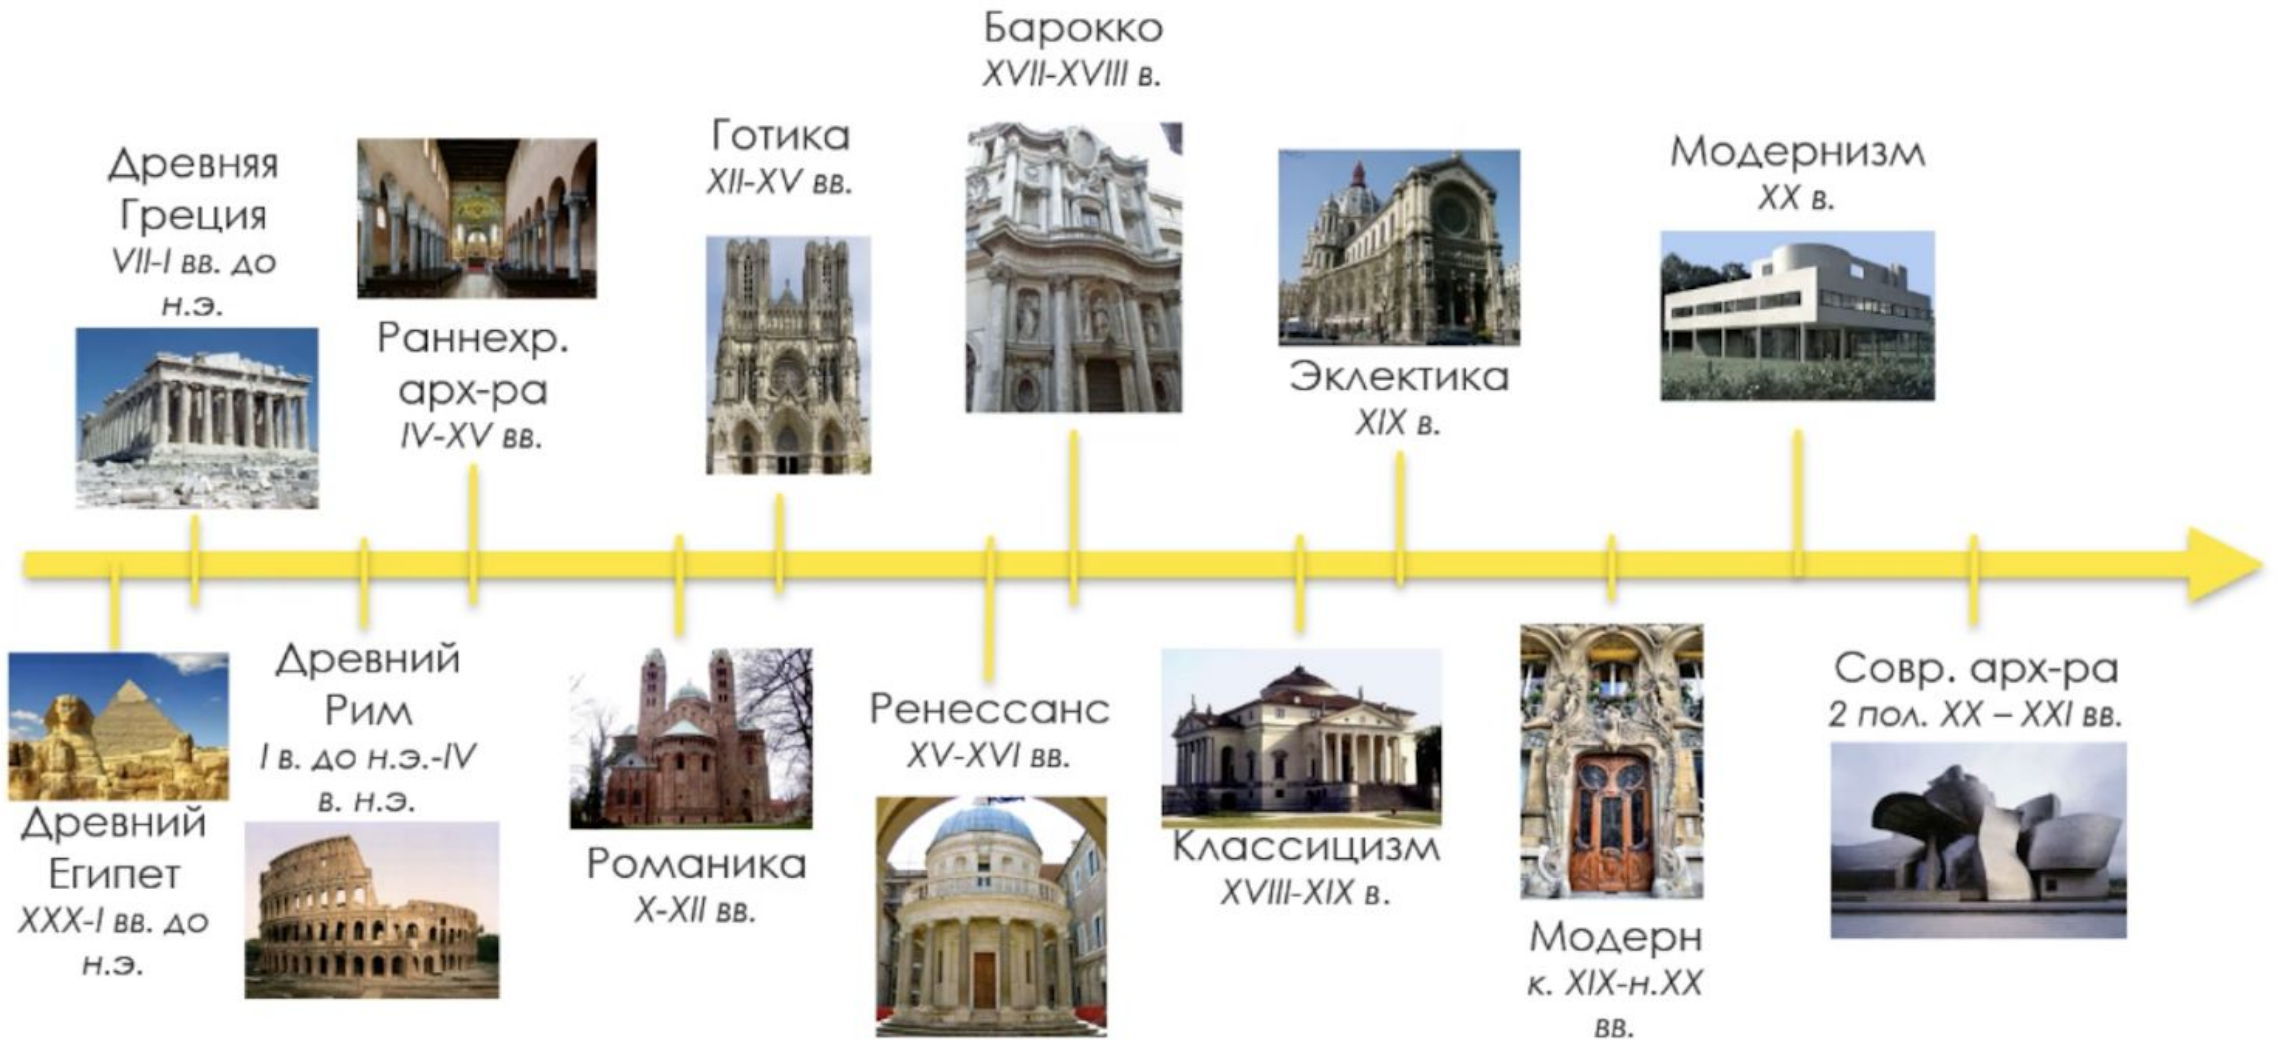 Древняя
Греция
VII-I вв. до
н.э.
Раннехр.
арх-ра
IV-XV вв.
Готика
XII-XV вв.
Барокко
XVII-XVIII в.
Эклектика
XIX в.
Модернизм
XX в.
Древний
Египет
XXX-I вв. до
н.э.
Древний
Рим
I в. до н.э.-IV
в. н.э.
Романика
X-XII вв.
Ренессанс
XV-XVI вв.
Классицизм
XVIII-XIX в.
Модерн
к. XIX-н.XX
вв.
Совр. арх-ра
2 пол. XX – XXI вв.